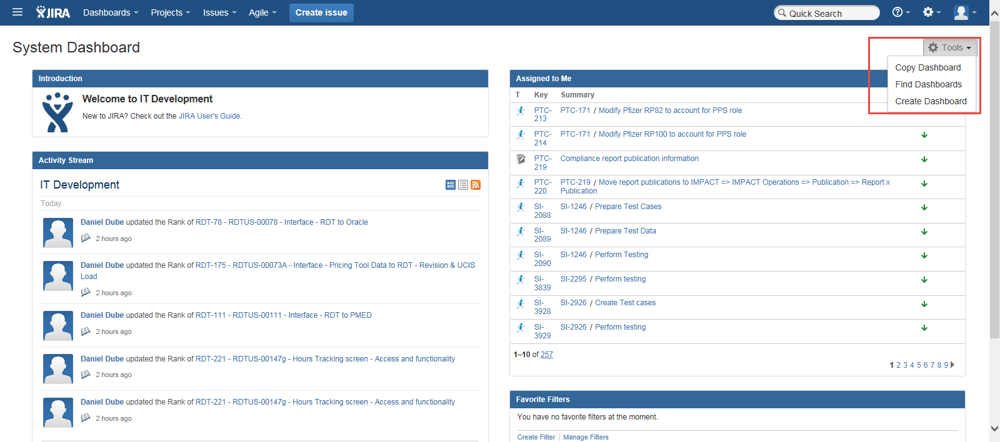 JIRA Dashboards Projects Issues Agile Create issue Quick Search
System Dashboard
Tools
Copy Dashboard
Find Dashboards
Create Dashboard
Introduction
Welcome to IT Development
New to JIRA? Check out the JIRA User's Guide.
Activity Stream
IT Development
Today
Daniel Dube updated the Rank of RDT-78 - RDTUS-00078 - Interface - RDT to Oracle
2 hours ago
Daniel Dube updated the Rank of RDT-175 - RDTUS-00073A - Interface - Pricing Tool Data to RDT - Revision & UCIS
Load
2 hours ago
Daniel Dube updated the Rank of RDT-111 - RDTUS-00111 - Interface - RDT to PMED
2 hours ago
Daniel Dube updated the Rank of RDT-221 - RDTUS-00147g - Hours Tracking screen - Access and functionality
2 hours ago
Daniel Dube updated the Rank of RDT-221 - RDTUS-00147g - Hours Tracking screen - Access and functionality
2 hours ago
Assigned to Me
T Key Summary
PTC- PTC-171 / Modify Pfizer RP82 to account for PPS role
213
PTC- PTC-171 / Modify Pfizer RP100 to account for PPS role
214
PTC- Compliance report publication information
219
PTC- PTC-219 / Move report publications to IMPACT => IMPACT Operations => Publication => Report x
220 Publication
SI- SI-1246 / Prepare Test Cases
2088
SI- SI-1246 / Prepare Test Data
2089
SI- SI-1246 / Perform Testing
2090
SI- SI-2295 / Perform testing
3839
SI- SI-2926 / Create Test cases
3928
SI- SI-2926 / Perform testing
3929
1–10 of 257
1 2 3 4 5 6 7 8 9
Favorite Filters
You have no favorite filters at the moment.
Create Filter Manage Filters